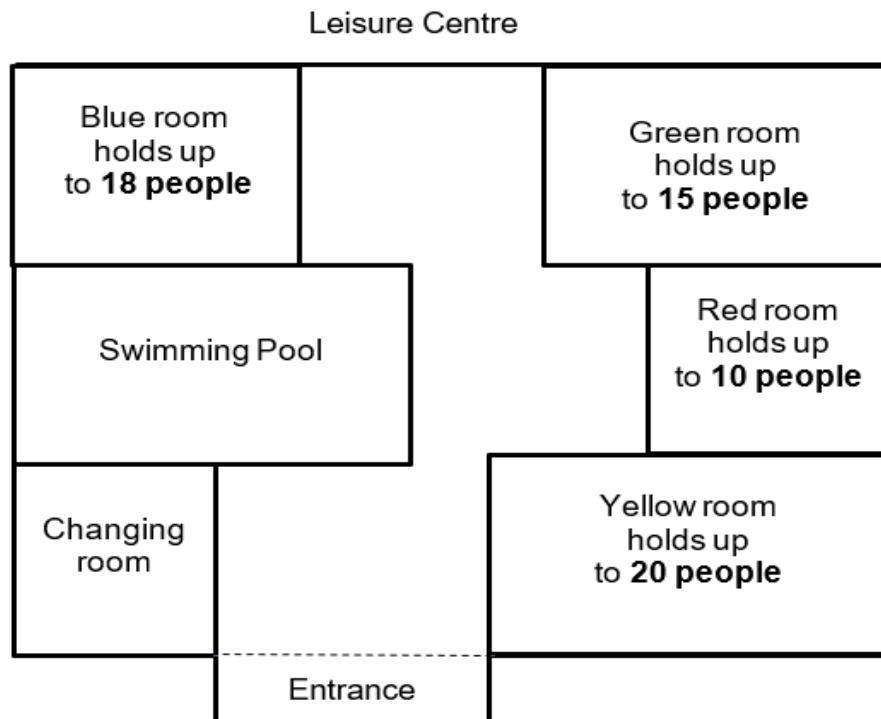 Leisure Centre
Blue room
holds up
to 18 people
Green room
holds up
to 15 people
Swimming Pool
Red room
holds up
to 10 people
Changing
room
Yellow room
holds up
to 20 people
Entrance